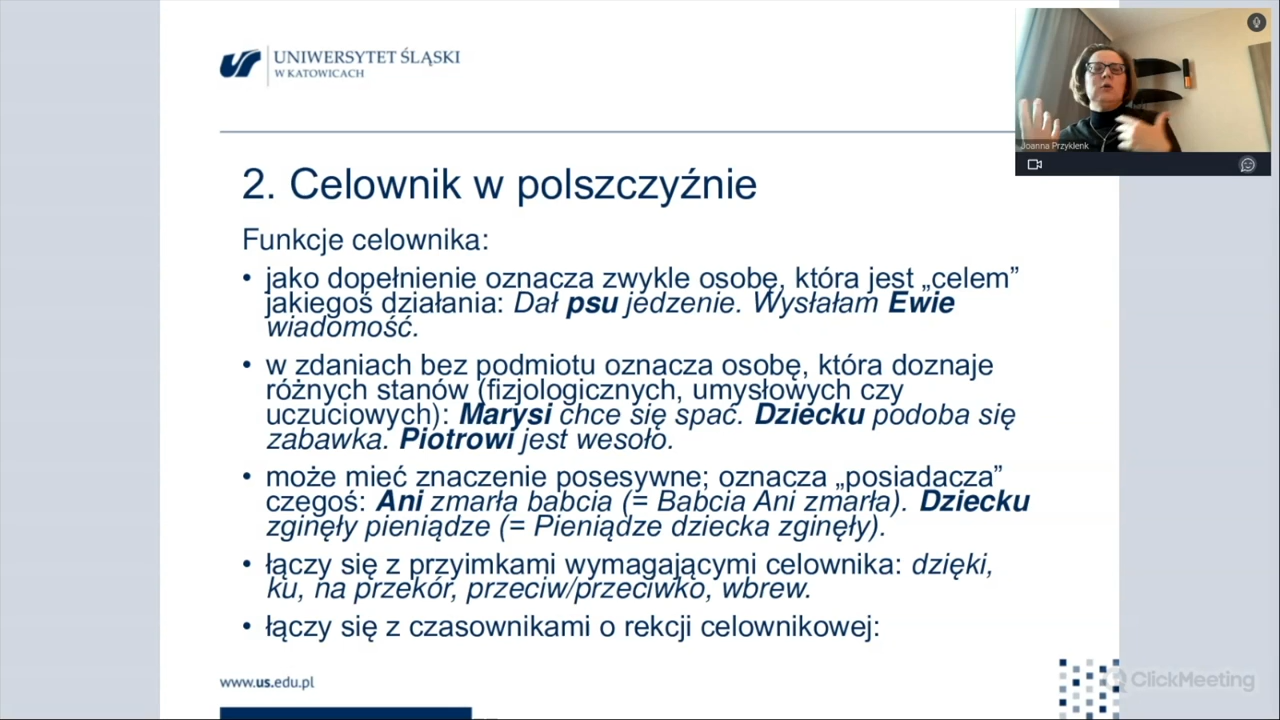 UNIWERSYTET ŚLĄSKI
W KATOWICACH
Joanna Przyklenk
2. Celownik w polszczyźnie
Funkcje celownika:
• jako dopełnienie oznacza zwykle osobę, która jest „celem”
jakiegoś działania: Dał psu jedzenie. Wysłałam Ewie
wiadomość.
• w zdaniach bez podmiotu oznacza osobę, która doznaje
różnych stanów (fizjologicznych, umysłowych czy
uczuciowych): Marysi chce się spać. Dziecku podoba się
zabawka. Piotrowi jest wesoło.
• może mieć znaczenie posesywne; oznacza „posiadacza”
czegoś: Ani zmarła babcia (= Babcia Ani zmarła). Dziecku
zginęły pieniądze (= Pieniądze dziecka zginęły).
• łączy się z przyimkami wymagającymi celownika: dzięki,
ku, na przekór, przeciw/przeciwko, wbrew.
• łączy się z czasownikami o rekcji celownikowej:
www.us.edu.pl
ClickMeeting